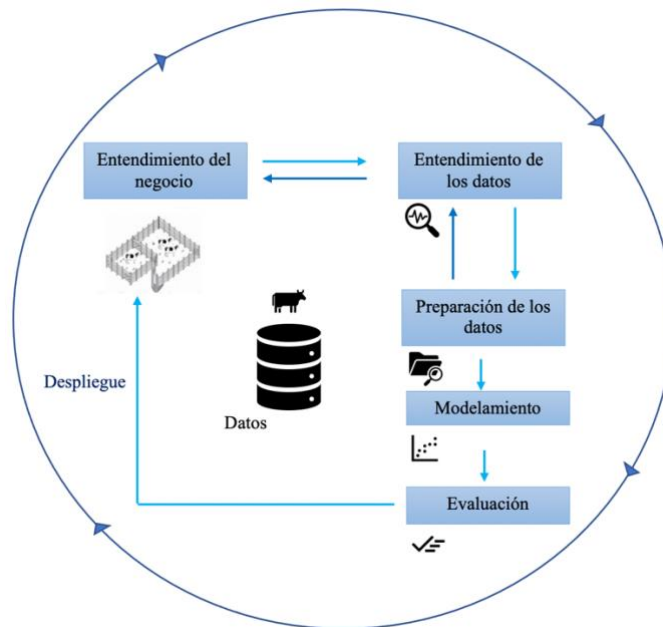 Entendimiento del
negocio
Entendimiento de
los datos
Preparación de los
datos
Despliegue
Modelamiento
Datos
Evaluación